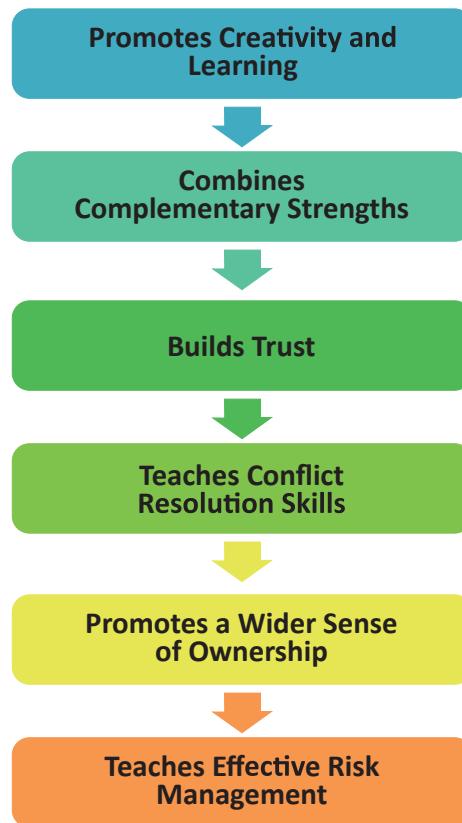 Promotes Creativity and
Learning
Combines
Complementary Strengths
Builds Trust
Teaches Conflict
Resolution Skills
Promotes a Wider Sense
of Ownership
Teaches Effective Risk
Management